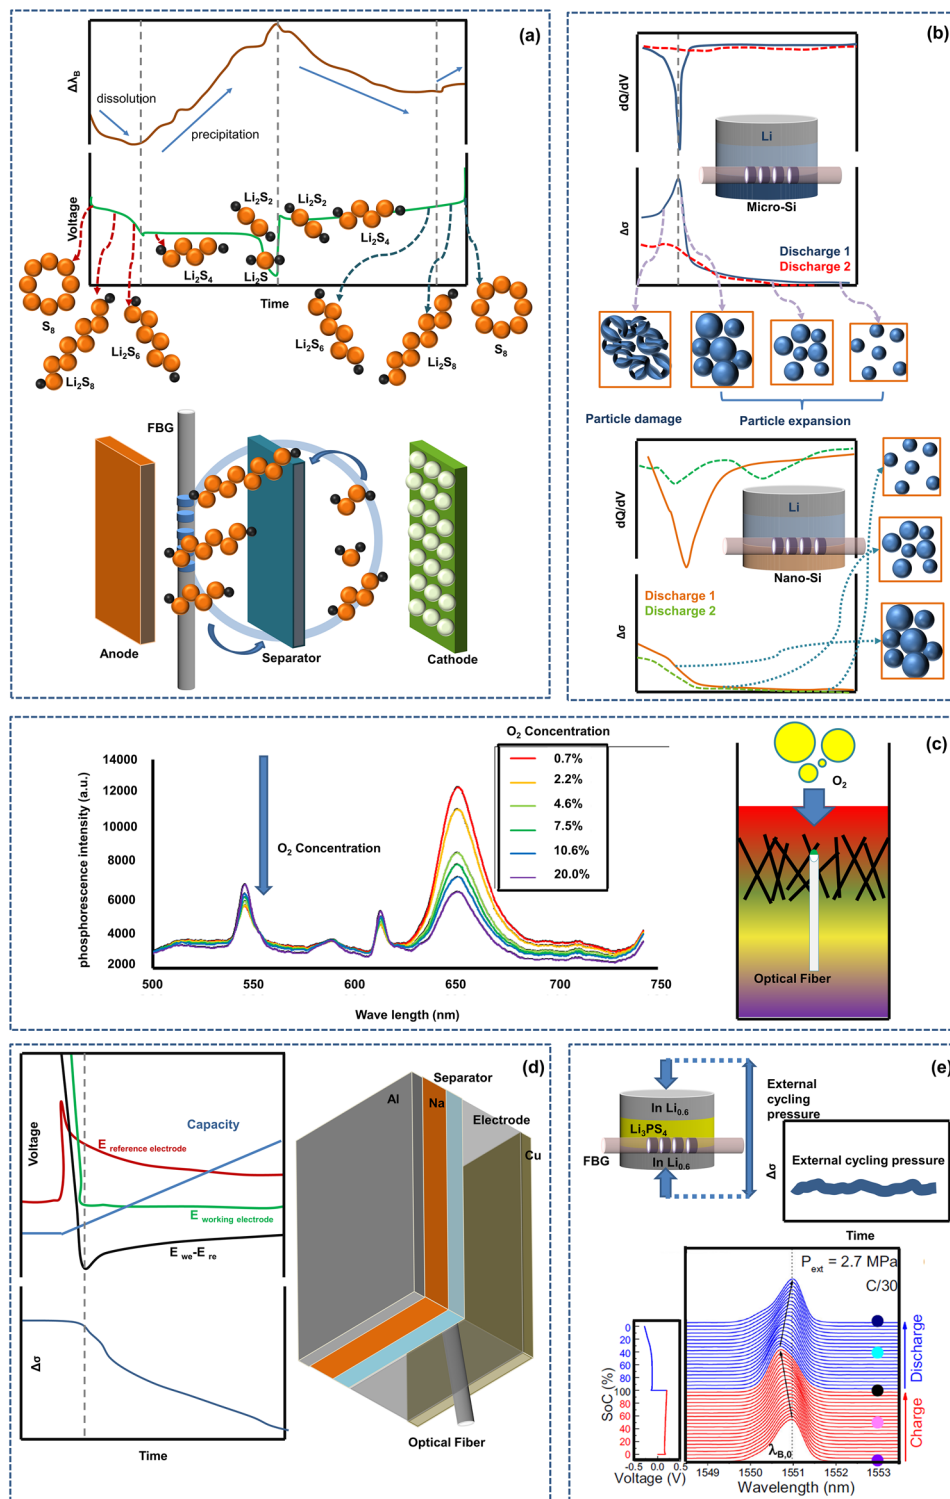 (a)
ΔλB
dissolution
precipitation
Voltage
Li2S2
Li2S2
Li2S4
Li2S4
Li2S
Time
S8
Li2S8
Li2S6
Li2S6
Li2S8
S8
FBG
Anode
Separator
Cathode
(b)
dQ/dV
Li
Micro-Si
Δσ
Discharge 1
Discharge 2
Particle damage
Particle expansion
dQ/dV
Li
Nano-Si
Δσ
Discharge 1
Discharge 2
(c)
O2 Concentration
phosphorescence intensity (a.u.)
14000
12000
10000
8000
6000
4000
2000
O2 Concentration
0.7%
2.2%
4.6%
7.5%
10.6%
20.0%
500
550
600
650
700
750
Wave length (nm)
O2
Optical Fiber
(d)
Voltage
Capacity
E reference electrode
E working electrode
E we-E re
Δσ
Time
Separator
Al
Na
Electrode
Cu
Optical Fiber
(e)
In Li0.6
Li3PS4
FBG
In Li0.6
External
cycling
pressure
Δσ
External cycling pressure
Time
Pext = 2.7 MPa
C/30
SoC (%)
0
20
40
60
80
100
80
60
40
20
0
-0.5 0.0 0.5
Voltage (V)
λB,0
Discharge
Charge
1549 1550 1551 1552 1553
Wavelength (nm)